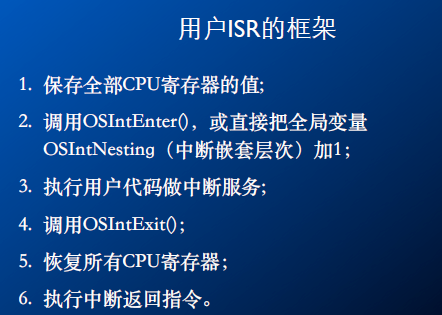 用户ISR的框架
1. 保存全部CPU寄存器的值;
2. 调用OSIntEnter(),或直接把全局变量
OSIntNesting(中断嵌套层次)加1;
3. 执行用户代码做中断服务;
4. 调用OSIntExit();
5. 恢复所有CPU寄存器;
6. 执行中断返回指令。